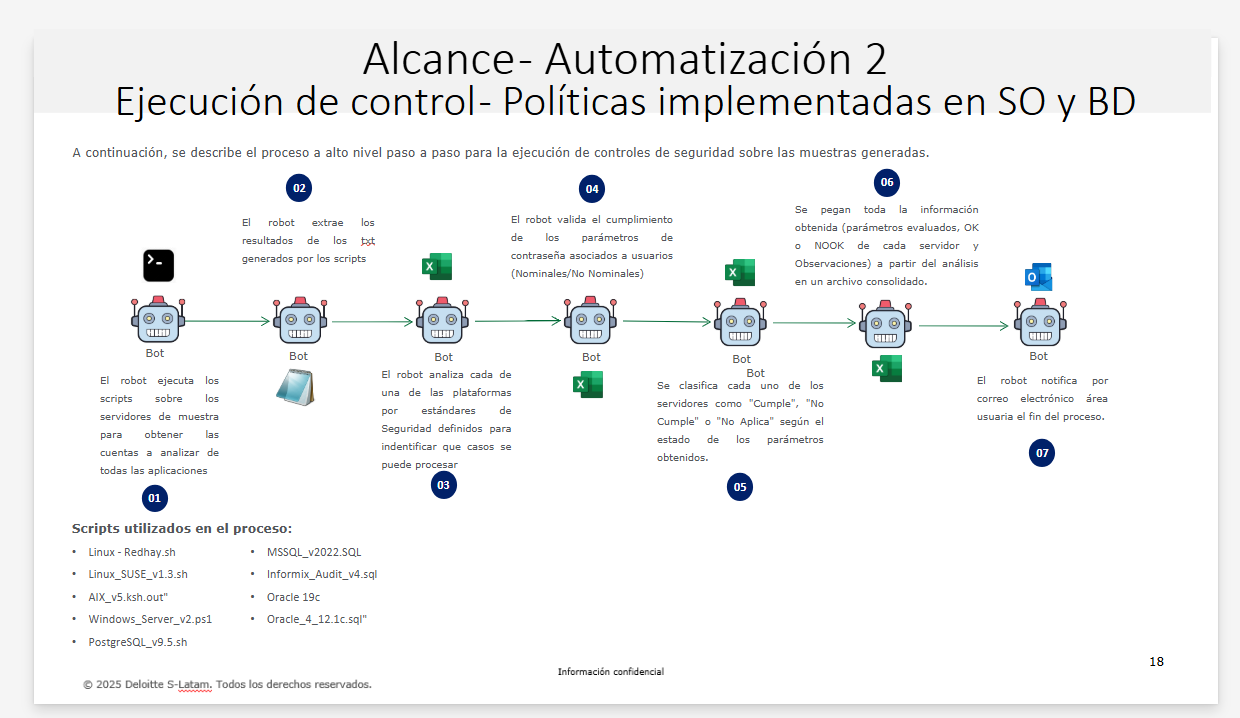 Alcance- Automatización 2
Ejecución de control- Políticas implementadas en SO y BD
A continuación, se describe el proceso a alto nivel paso a paso para la ejecución de controles de seguridad sobre las muestras generadas.
Bot
El robot ejecuta los
scripts sobre los
servidores de muestra
para obtener las
cuentas a analizar de
todas las aplicaciones
01
02
El robot extrae los
resultados de los txt
generados por los scripts
Bot
Bot
El robot analiza cada de
una de las plataformas
por estándares de
Seguridad definidos para
indentificar que casos se
puede procesar
03
04
El robot valida el cumplimiento
de los parámetros de
contraseña asociados a usuarios
(Nominales/No Nominales)
Bot
Bot
Bot
Se clasifica cada uno de los
servidores como "Cumple", "No
Cumple" o "No Aplica" según el
estado de los parámetros
obtenidos.
05
06
Se pegan toda la información
obtenida (parámetros evaluados, OK
o NOOK de cada servidor y
Observaciones) a partir del análisis
en un archivo consolidado.
Bot
El robot notifica por
correo electrónico área
usuaria el fin del proceso.
07
Scripts utilizados en el proceso:
• Linux - Redhay.sh
• Linux_SUSE_v1.3.sh
• AIX_v5.ksh.out"
• Windows_Server_v2.ps1
• PostgreSQL_v9.5.sh
• MSSQL_v2022.SQL
• Informix_Audit_v4.sql
• Oracle 19c
• Oracle_4_12.1c.sql"
18
Información confidencial
© 2025 Deloitte S-Latam. Todos los derechos reservados.